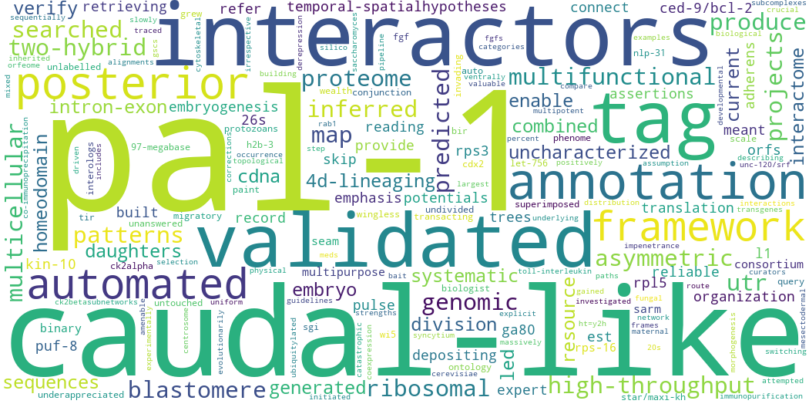 verify retrieving
searched
two-hybrid
interactors
refer temporal-spatialhypotheses
connect ced-9/bcl-2
produce
posterior
proteome
multifunctional
projects
intron-exon embryogenesis
inferred
predicted
enable
assertions
current
adherens
interactome
pal-1
tag
26s
map reading
combined
rps3
meant
orfs
multicellular
homeodomain
97-megabase
cdna
skip provide
4d-lineaging
uncharacterized
emphasis potentials
annotation
built
record
undivided
trees
translation
patterns
daughters
kin-10
validated
framework
asymmetric
l1
consortium
automated
seam
multipurpose
embryo
systematic
genomic
utr
reliable
rpl5
organization
sarm
resource
caudal-like
binary
puf-8
pulse
sgi
division
ga80
depositing
led
est
rps-16
sequences
underappreciated
blastomere
generated ribosomal
expert
high-throughput
star/maxi-kh
immunopurification
inherited
orfeome
unlabelled
alignments
slowly
mixed
co-immunoprecipitation
protozoans
h2b-3
interologs
includes
driven
corrections
topological
occurrence
paint
tir
unanswered
migratory
wingless
transacting
underlying
distribution
interactions
transgenes
superimposed
toll-interleukin
impenetrance
unc-120/srf
curators
query
ck2alpha
selection
physical
bait
meds
ck2betasubnetworks
untouched
uniform
guidelines
strengths
biologist
wi5
syncytium
ht=y2h
network
frames
maternal
20s
fungal
investigated
gained
paths
route
amenable
experimentally
centrosome
evolutionarily
ubiquitylated
initiated
catastrophic
coexpression
in silico
ontology
cerevisiae
explicit
massively
morphogenesis
switching
attempted
mesectodermal
saccharomyces
cytoskeletal
irrespective
derepression
building
wealth
conjunction
auto
ventrally
valuable
step
rab1
largest
percent
cdx2
positively
let-756
assumption
describing
scale
phenome
compare
multipotent
invading
bir
fgf
fgfs
categories
examples
nlp-31
pipeline
developmental
biological
crucial
subcomplexes
sequentially
traced
grew